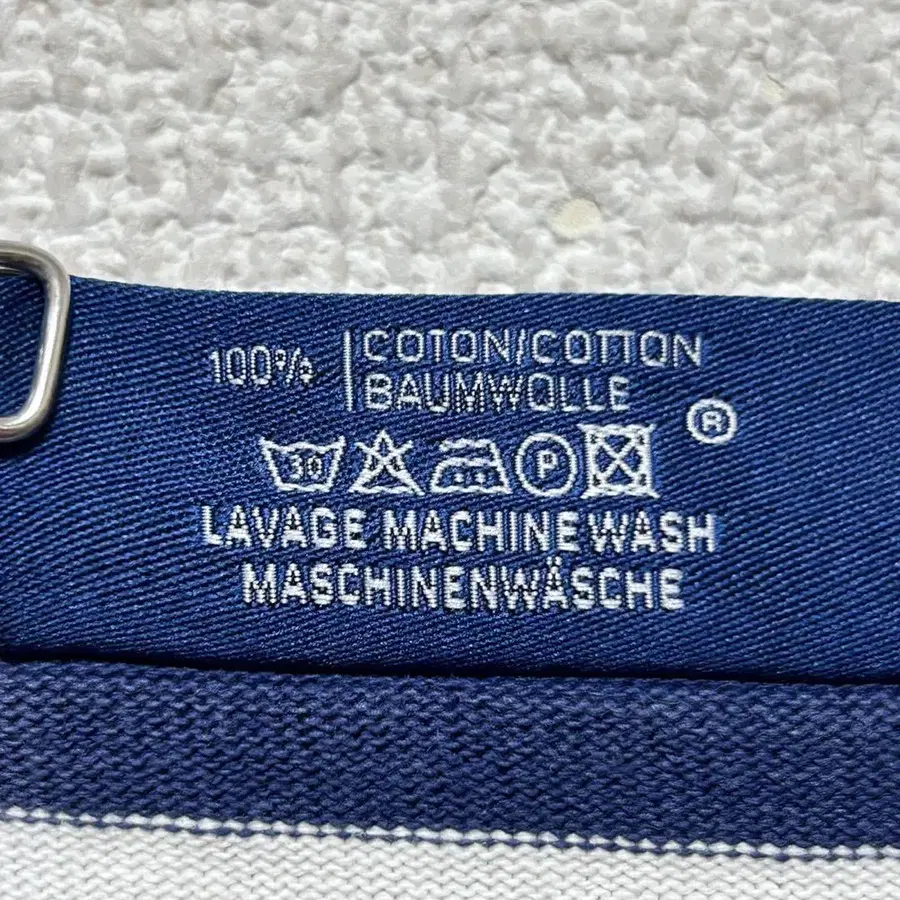 100% COTON/COTTON
BAUMWOLLE
®
30 P
LAVAGE MACHINE WASH
MASCHINENWÄSCHE